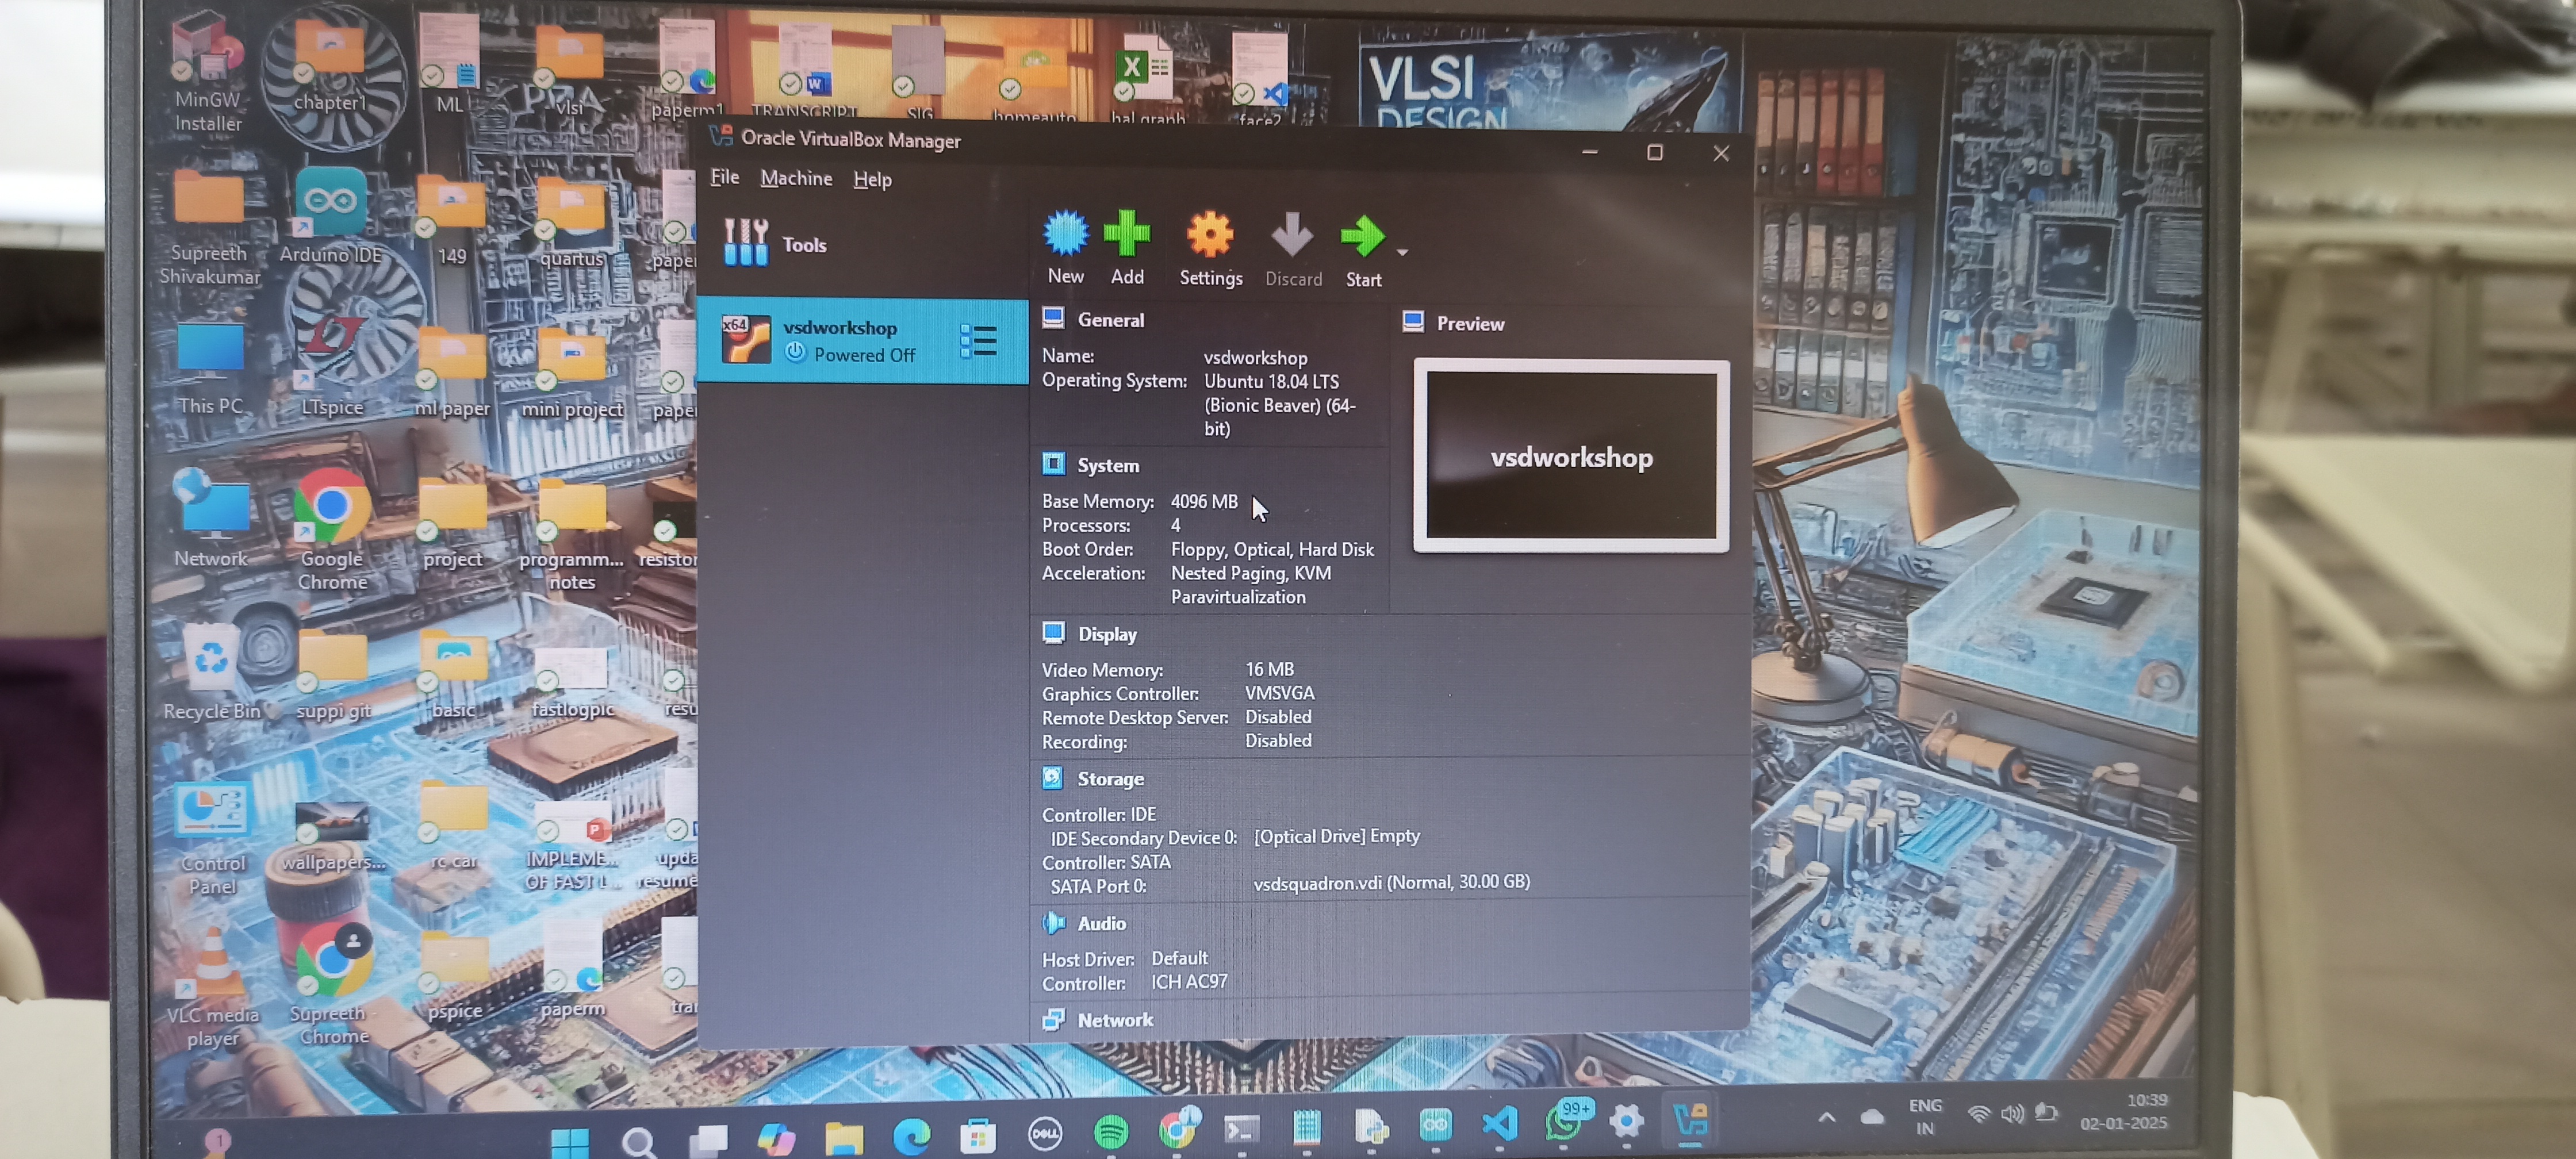 MinGW
Installer
chapter1
ML
vlsi
paperm1
TRANSCRIPT
SIG
homeauto
hal graph
face2
VLSI
DESIGN
Oracle VirtualBox Manager
File Machine Help
Supreeth
Shivakumar
Arduino IDE
149
quartus
paper
Tools
New
Add
Settings
Discard
Start
x64
vsdworkshop
Powered Off
General
Name: vsdworkshop
Operating System: Ubuntu 18.04 LTS
(Bionic Beaver) (64-
bit)
Preview
vsdworkshop
This PC
LTspice
ml paper
mini project
paper
System
Base Memory: 4096 MB
Processors: 4
Boot Order: Floppy, Optical, Hard Disk
Acceleration: Nested Paging, KVM
Paravirtualization
Network
Google
Chrome
project
programm...
notes
resistor
Display
Video Memory: 16 MB
Graphics Controller: VMSVGA
Remote Desktop Server: Disabled
Recording: Disabled
Recycle Bin
suppi git
basic
fastlogpic
resu
Storage
Controller: IDE
IDE Secondary Device 0: [Optical Drive] Empty
Controller: SATA
SATA Port 0: vsdsquadron.vdi (Normal, 30.00 GB)
Control
Panel
wallpapers...
rc car
IMPLEME...
OF FAST L...
upda
resume
Audio
Host Driver: Default
Controller: ICH AC97
Network
VLC media
player
Supreeth -
Chrome
pspice
paperm
trar
1
DELL
99+
ENG
IN
10:39
02-01-2025